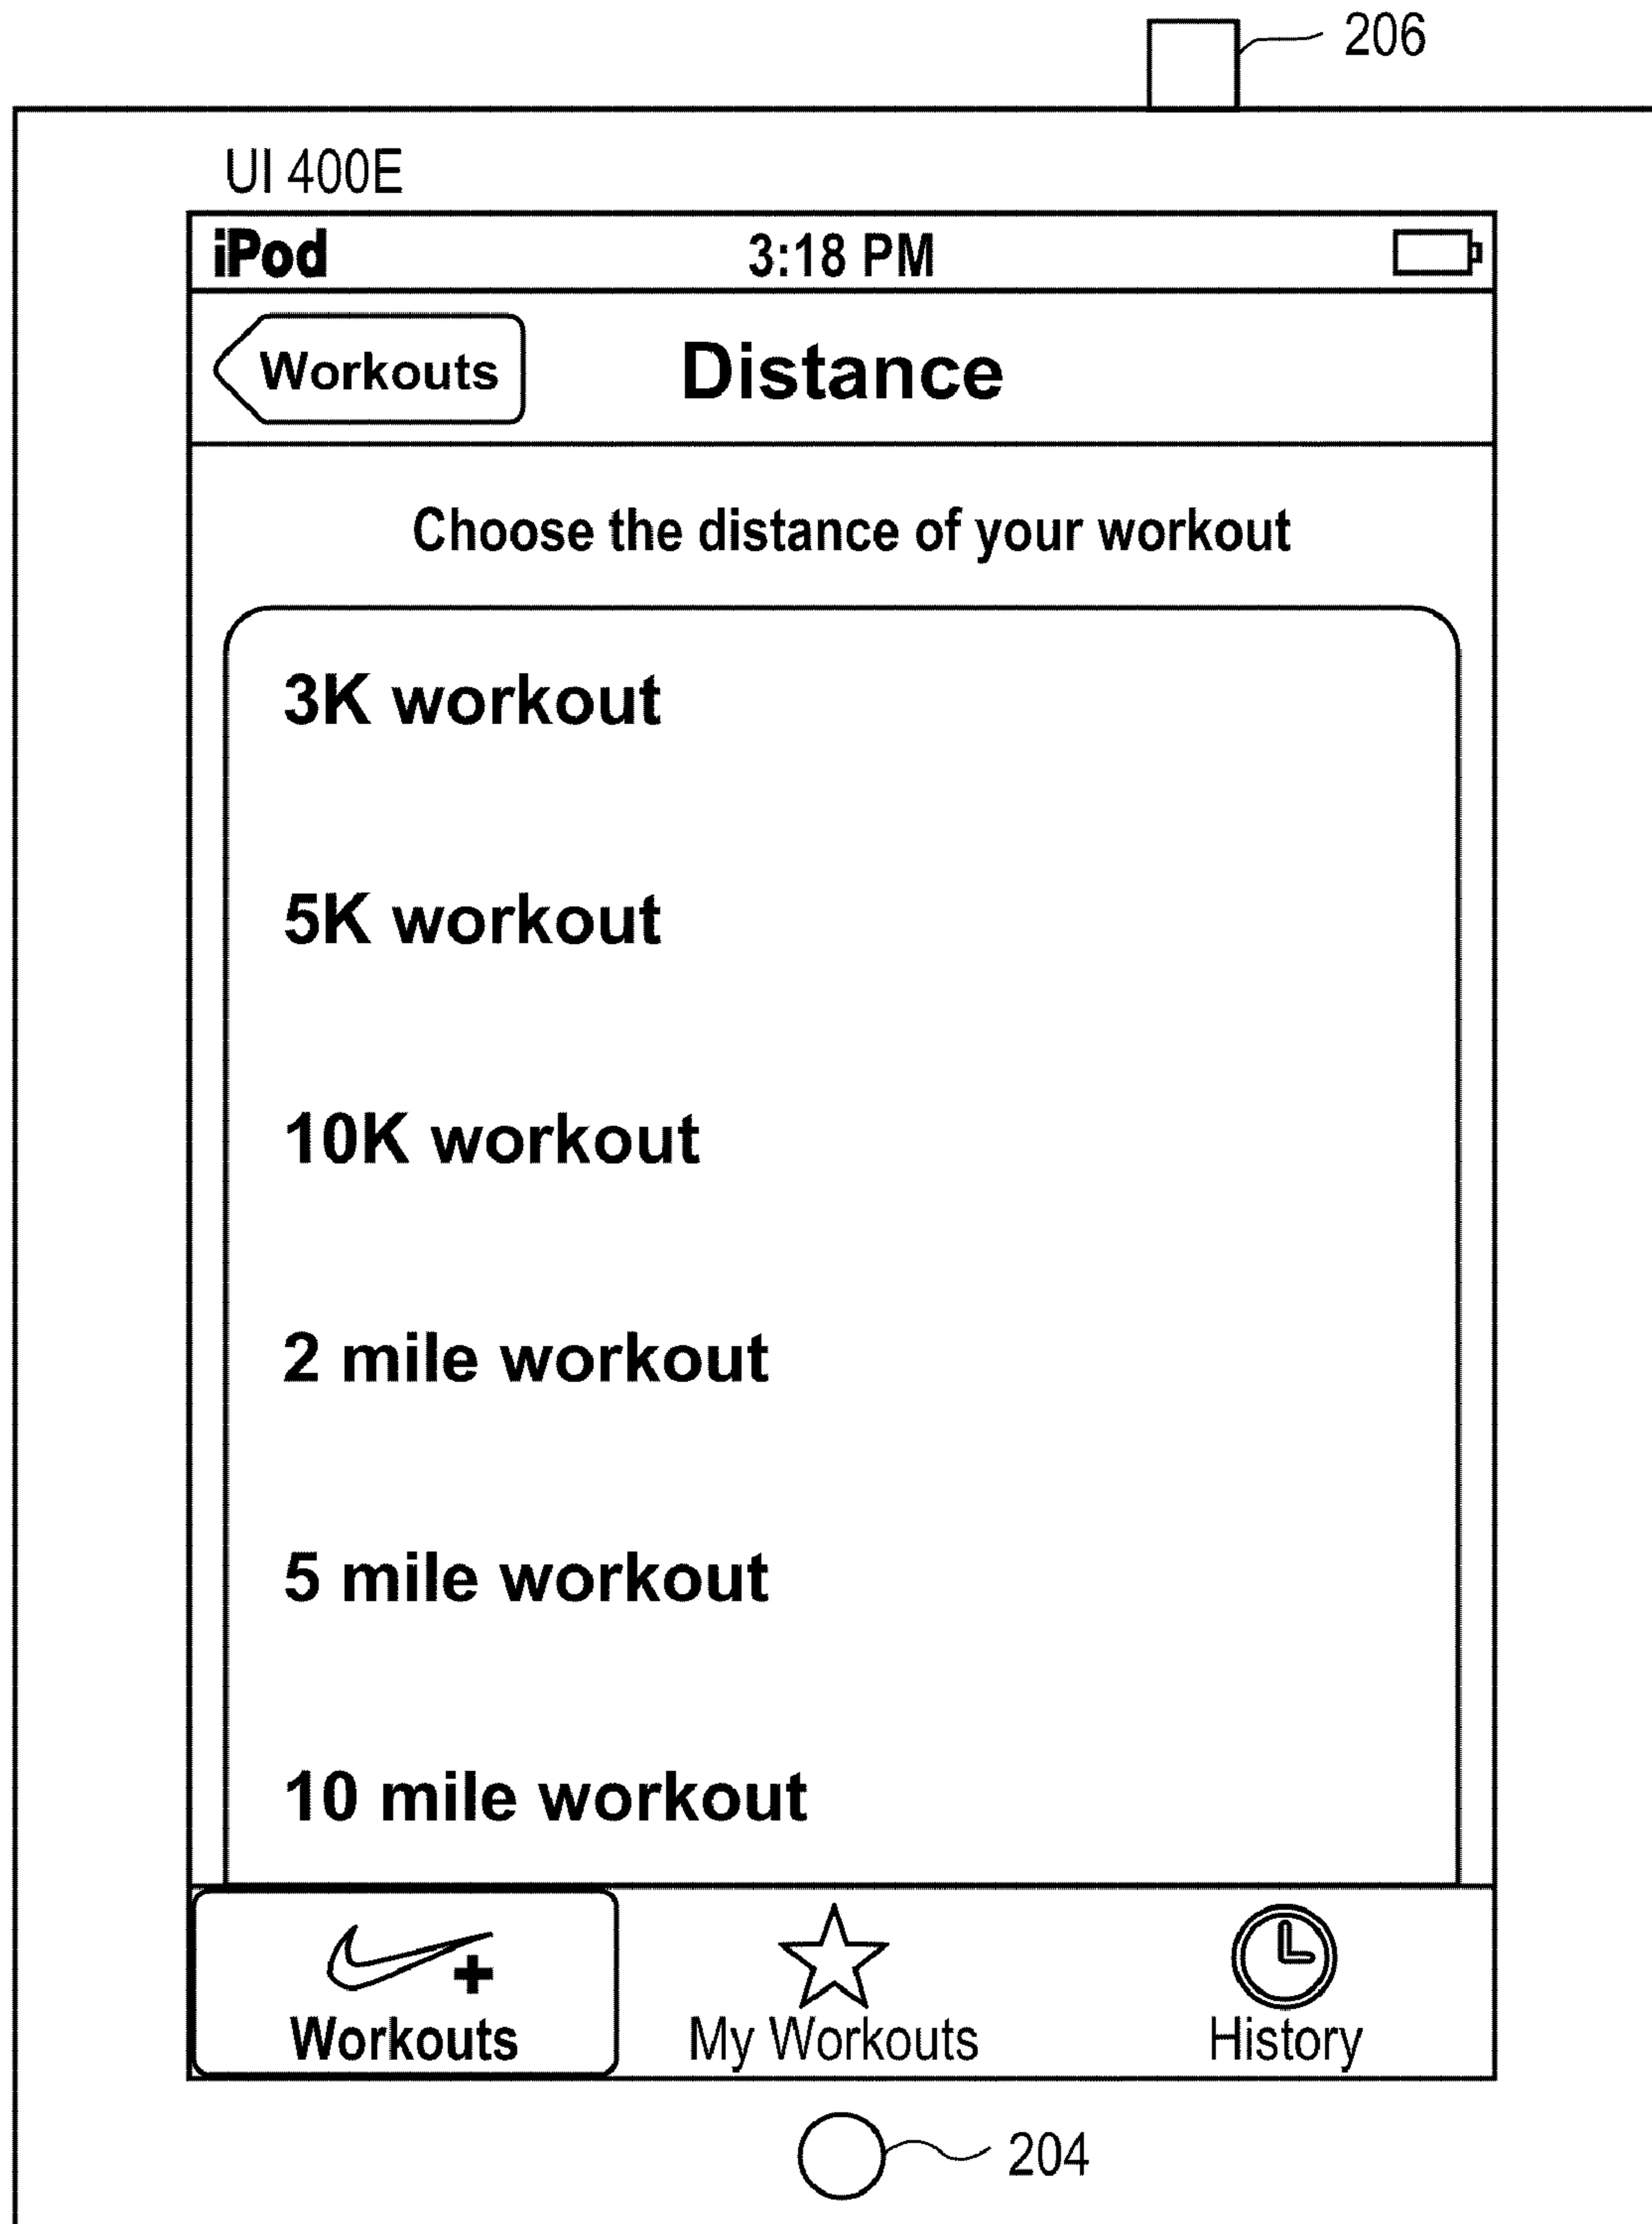 206
UI 400E
iPod 3:18 PM
Workouts Distance
Choose the distance of your workout
3K workout
5K workout
10K workout
2 mile workout
5 mile workout
10 mile workout
Workouts My Workouts History
204